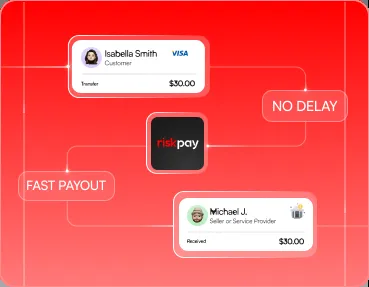 Isabella Smith
VISA
Customer
Transfer
$30.00
NO DELAY
riskpay
FAST PAYOUT
Michael J.
Seller or Service Provider
Received
$30.00